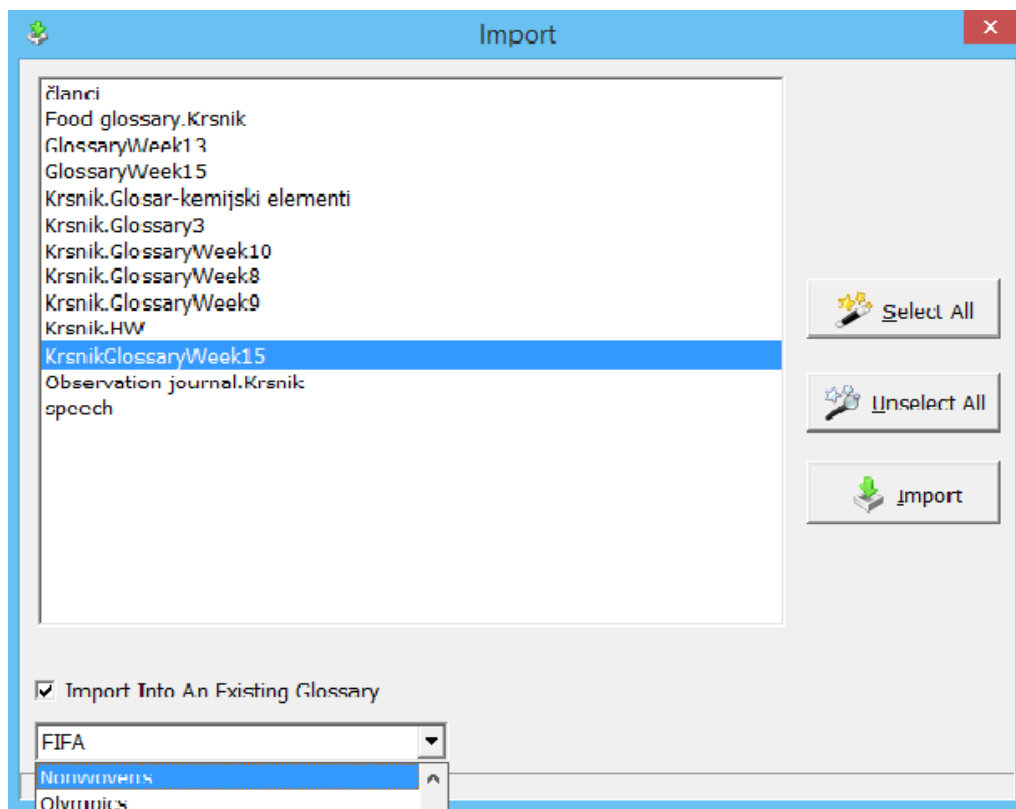 Import
članci
Food glossary.Krsnik
GlossaryWeek13
GlossaryWeek15
Krsnik.Glosar-kemijski elementi
Krsnik.Glossary3
Krsnik.GlossaryWeek10
Krsnik.GlossaryWeek8
Krsnik.GlossaryWeek9
Krsnik.HW
KrsnikGlossaryWeek15
Observation journal.Krsnik
speech
Select All
Unselect All
Import
Import Into An Existing Glossary
FIFA
Nonwovens
Olympics